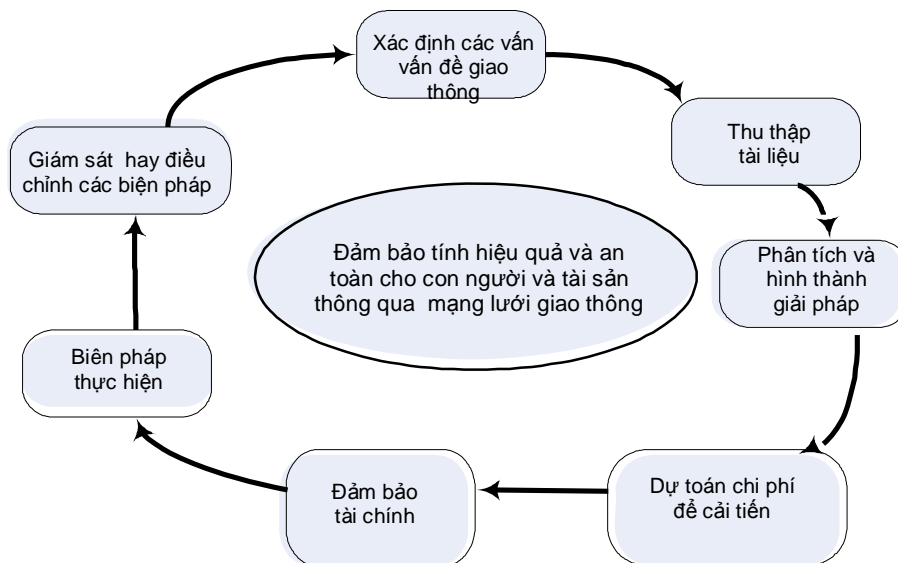 Xác định các vấn
vấn đề giao
thông
Thu thập
tài liệu
Phân tích và
hình thành
giải pháp
Dự toán chi phí
để cải tiến
Đảm bảo
tài chính
Biên pháp
thực hiện
Giám sát hay điều
chỉnh các biện pháp
Đảm bảo tính hiệu quả và an
toàn cho con người và tài sản
thông qua mạng lưới giao thông